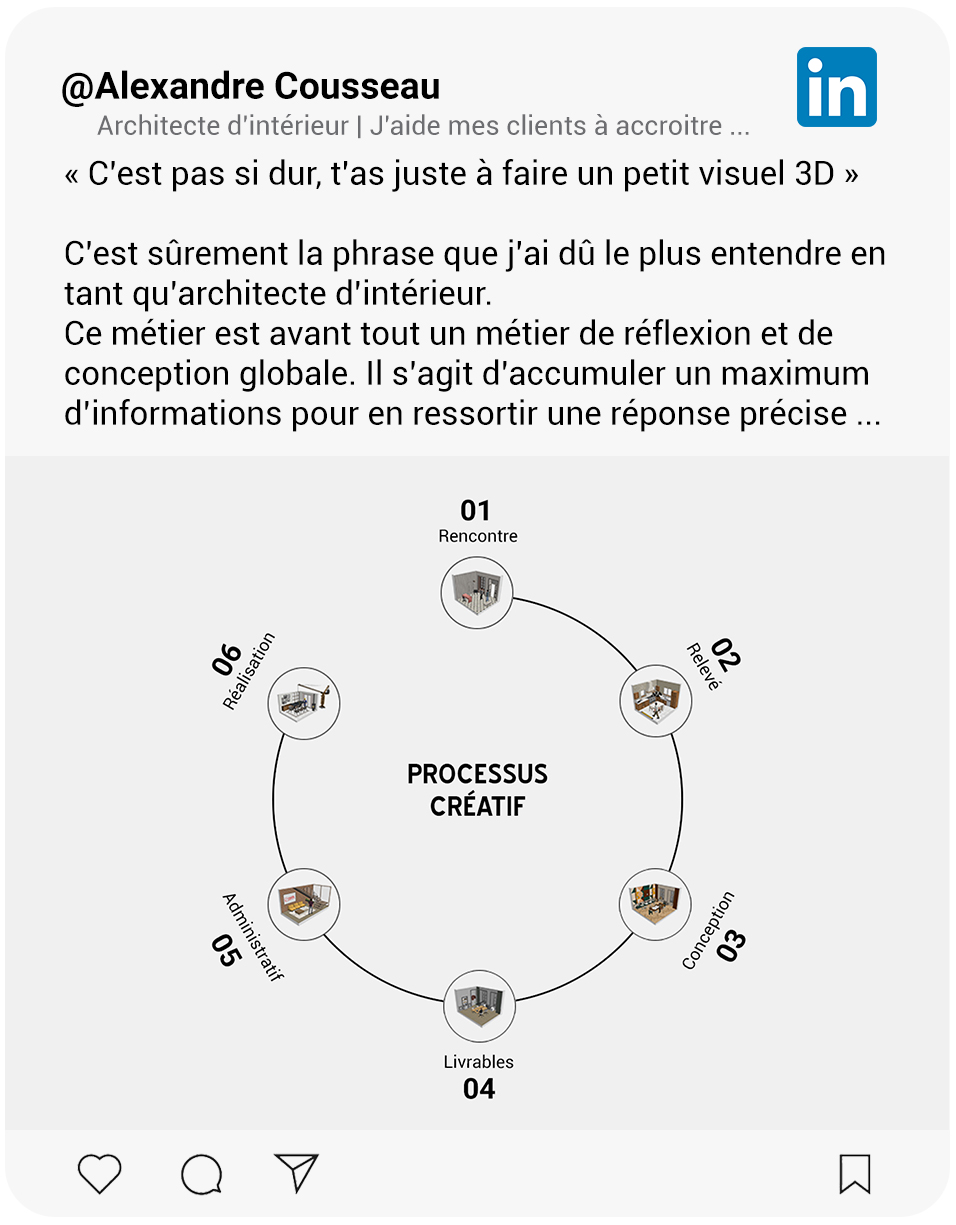 @Alexandre Cousseau
in
Architecte d'intérieur | J'aide mes clients à accroitre ...
« C'est pas si dur, t'as juste à faire un petit visuel 3D »
C'est sûrement la phrase que j'ai dû le plus entendre en
tant qu'architecte d'intérieur.
Ce métier est avant tout un métier de réflexion et de
conception globale. Il s'agit d'accumuler un maximum
d'informations pour en ressortir une réponse précise ...
01
Rencontre
02
Relevé
06
Réalisation
PROCESSUS
CRÉATIF
Conception
03
Administratif
05
Livrables
04